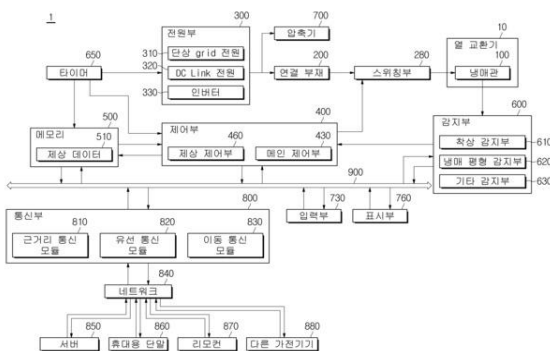 1
300
전원부
310
단상 grid 전원
320
DC Link 전원
330
인버터
700
압축기
200
연결 부재
280
스위칭부
10
열 교환기
100
냉매관
650
타이머
500
메모리
510
제상 데이터
400
제어부
460
제상 제어부
430
메인 제어부
600
감지부
착상 감지부
610
냉매 평형 감지부
620
기타 감지부
630
900
730
입력부
760
표시부
800
통신부
810
근거리 통신
모듈
820
유선 통신
모듈
830
이동 통신
모듈
840
네트워크
850
서버
860
휴대용 단말
870
리모컨
880
다른 가전기기